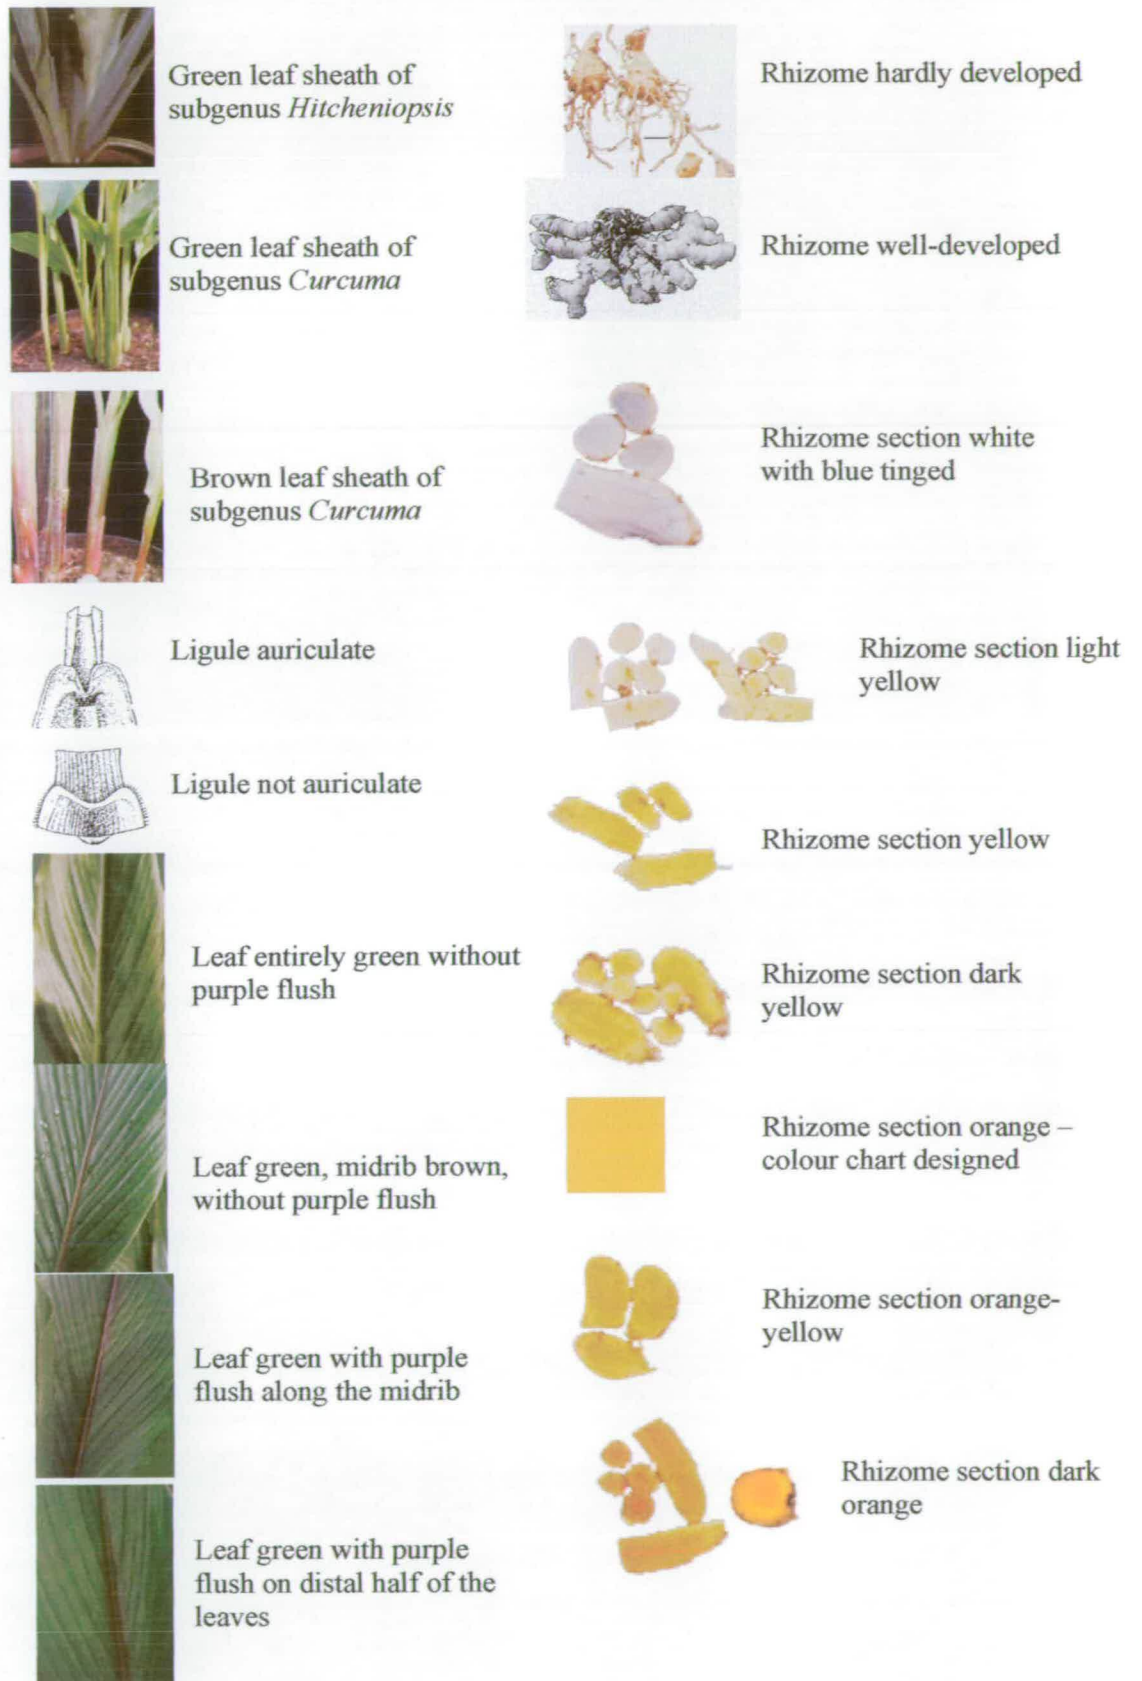 Green leaf sheath of
subgenus Hitcheniopsis
Green leaf sheath of
subgenus Curcuma
Brown leaf sheath of
subgenus Curcuma
Ligule auriculate
Ligule not auriculate
Leaf entirely green without
purple flush
Leaf green, midrib brown,
without purple flush
Leaf green with purple
flush along the midrib
Leaf green with purple
flush on distal half of the
leaves
Rhizome hardly developed
Rhizome well-developed
Rhizome section white
with blue tinged
Rhizome section light
yellow
Rhizome section yellow
Rhizome section dark
yellow
Rhizome section orange –
colour chart designed
Rhizome section orange-
yellow
Rhizome section dark
orange